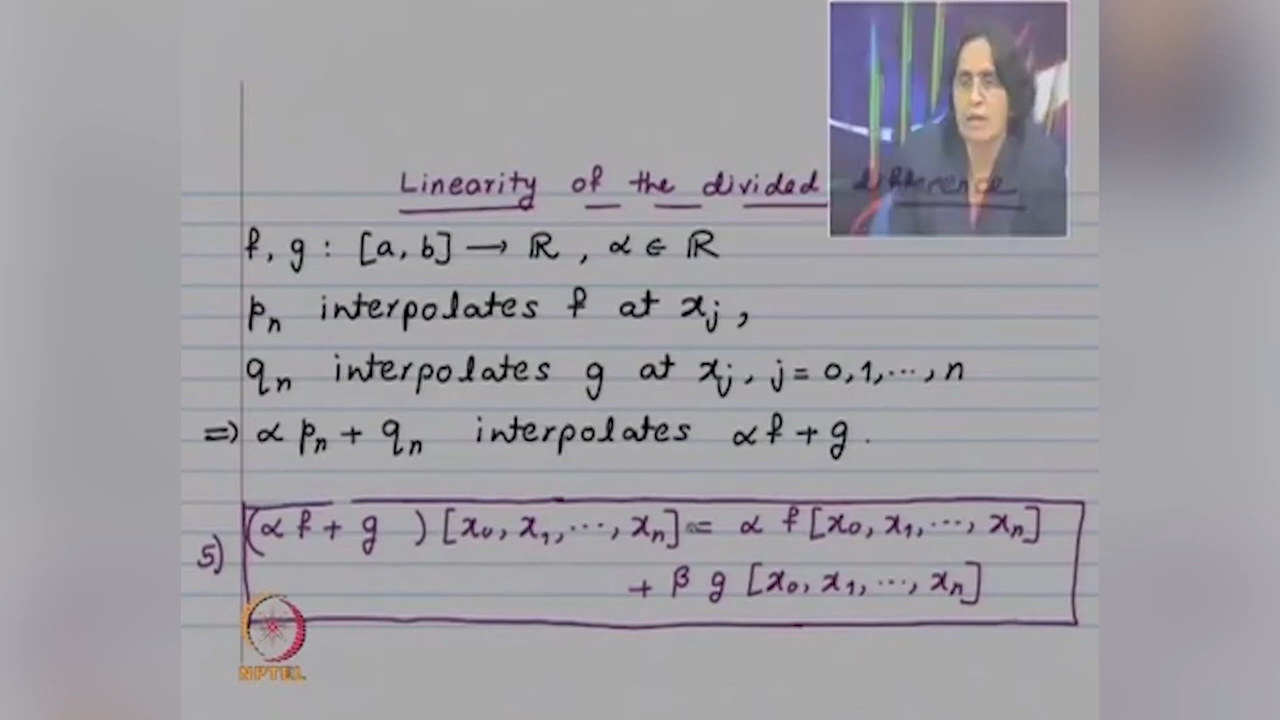 Linearity of the divided difference
f, g : [a, b] → ℝ , α ∈ ℝ
pₙ interpolates f at xⱼ ,
qₙ interpolates g at xⱼ, j = 0, 1, ⋯, n
⇒) α pₙ + qₙ interpolates αf + g .
5) (α f + g ) [x₀, x₁, ⋯, xₙ] = α f [x₀, x₁, ⋯, xₙ]
+ β g [x₀, x₁, ⋯, xₙ]
NPTEL